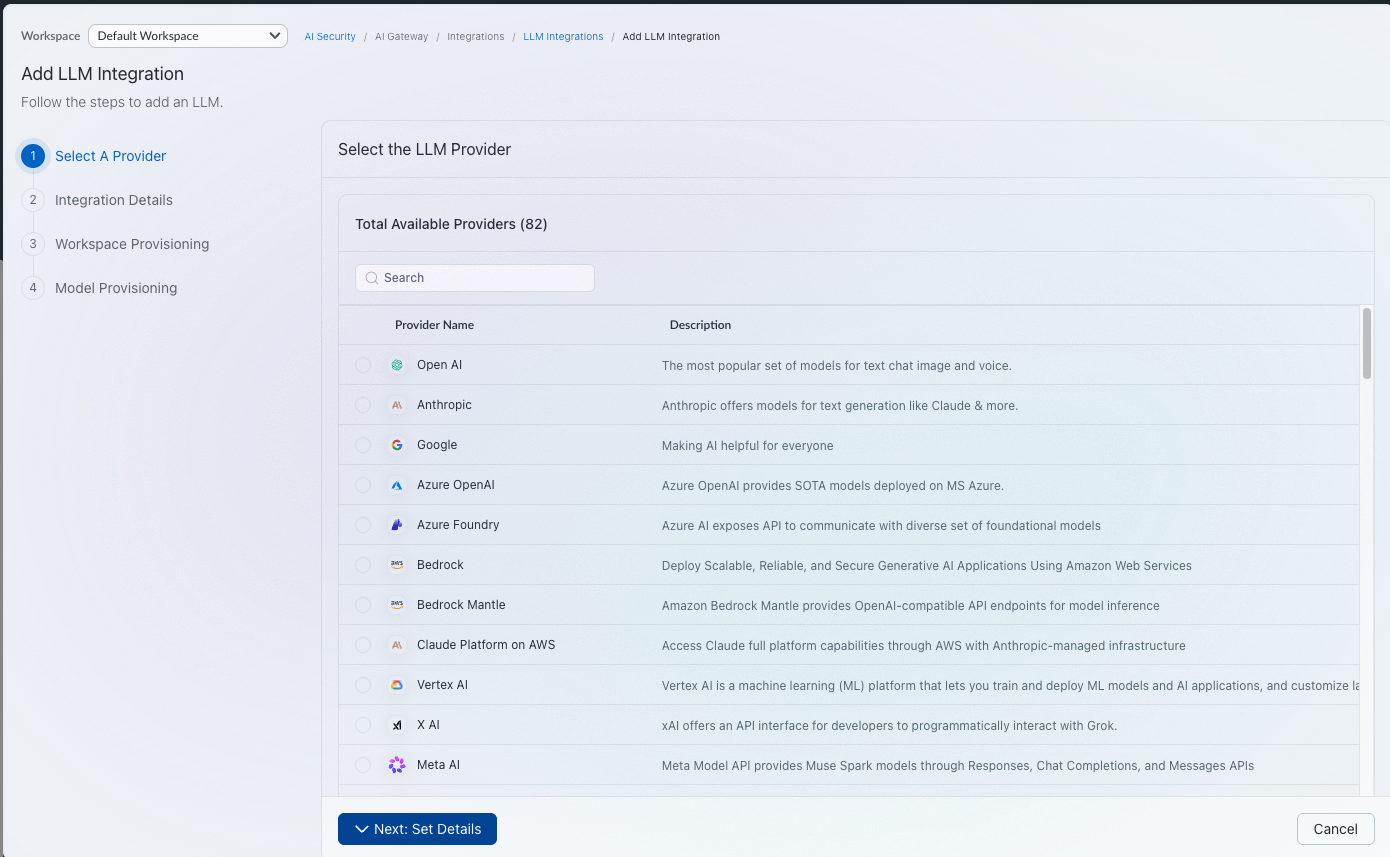 Workspace Default Workspace AI Security / AI Gateway / Integrations / LLM Integrations / Add LLM Integration
Add LLM Integration
Follow the steps to add an LLM.
1 Select A Provider
2 Integration Details
3 Workspace Provisioning
4 Model Provisioning
Select the LLM Provider
Total Available Providers (82)
Search
Provider Name Description
Open AI The most popular set of models for text chat image and voice.
Anthropic Anthropic offers models for text generation like Claude & more.
Google Making AI helpful for everyone
Azure OpenAI Azure OpenAI provides SOTA models deployed on MS Azure.
Azure Foundry Azure AI exposes API to communicate with diverse set of foundational models
aws Bedrock Deploy Scalable, Reliable, and Secure Generative AI Applications Using Amazon Web Services
aws Bedrock Mantle Amazon Bedrock Mantle provides OpenAI-compatible API endpoints for model inference
Claude Platform on AWS Access Claude full platform capabilities through AWS with Anthropic-managed infrastructure
Vertex AI Vertex AI is a machine learning (ML) platform that lets you train and deploy ML models and AI applications, and customize la
X AI xAI offers an API interface for developers to programmatically interact with Grok.
Meta AI Meta Model API provides Muse Spark models through Responses, Chat Completions, and Messages APIs
Next: Set Details Cancel